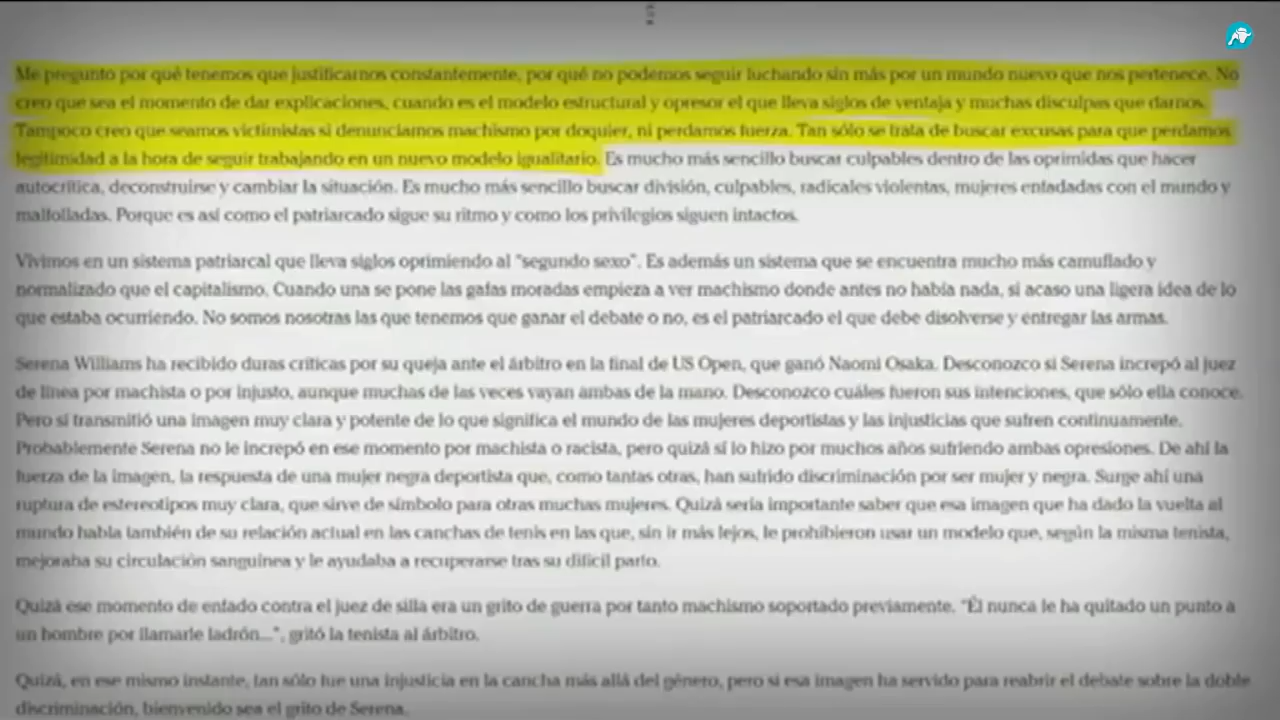 Me pregunto por qué tenemos que justificarnos constantemente, por qué no podemos seguir luchando sin más por un mundo nuevo que nos pertenece. No
creo que sea el momento de dar explicaciones, cuando es el modelo estructural y opresor el que lleva siglos de ventaja y muchas disculpas que darnos.
Tampoco creo que seamos victimistas si denunciamos machismo por doquier, ni perdamos fuerza. Tan sólo se trata de buscar excusas para que perdamos
legitimidad a la hora de seguir trabajando en un nuevo modelo igualitario. Es mucho más sencillo buscar culpables dentro de las oprimidas que hacer
autocrítica, deconstruirse y cambiar la situación. Es mucho más sencillo buscar división, culpables, radicales violentas, mujeres enfadadas con el mundo y
malfolladas. Porque es así como el patriarcado sigue su ritmo y como los privilegios siguen intactos.
Vivimos en un sistema patriarcal que lleva siglos oprimiendo al "segundo sexo". Es además un sistema que se encuentra mucho más camuflado y
normalizado que el capitalismo. Cuando una se pone las gafas moradas empieza a ver machismo donde antes no había nada, si acaso una ligera idea de lo
que estaba ocurriendo. No somos nosotras las que tenemos que ganar el debate o no, es el patriarcado el que debe disolverse y entregar las armas.
Serena Williams ha recibido duras críticas por su queja ante el árbitro en la final de US Open, que ganó Naomi Osaka. Desconozco si Serena increpó al juez
de línea por machista o por injusto, aunque muchas de las veces vayan ambas de la mano. Desconozco cuáles fueron sus intenciones, que sólo ella conoce.
Pero sí transmitió una imagen muy clara y potente de lo que significa el mundo de las mujeres deportistas y las injusticias que sufren continuamente.
Probablemente Serena no le increpó en ese momento por machista o racista, pero quizá sí lo hizo por muchos años sufriendo ambas opresiones. De ahí la
fuerza de la imagen, la respuesta de una mujer negra deportista que, como tantas otras, han sufrido discriminación por ser mujer y negra. Surge ahí una
ruptura de estereotipos muy clara, que sirve de símbolo para otras muchas mujeres. Quizá sería importante saber que esa imagen que ha dado la vuelta al
mundo habla también de su relación actual en las canchas de tenis en las que, sin ir más lejos, le prohibieron usar un modelo que, según la misma tenista,
mejoraba su circulación sanguínea y le ayudaba a recuperarse tras su difícil parto.
Quizá ese momento de enfado contra el juez de silla era un grito de guerra por tanto machismo soportado previamente. "Él nunca le ha quitado un punto a
un hombre por llamarle ladrón...", gritó la tenista al árbitro.
Quizá, en ese mismo instante, tan sólo fue una injusticia en la cancha más allá del género, pero si esa imagen ha servido para reabrir el debate sobre la doble
discriminación, bienvenido sea el grito de Serena.